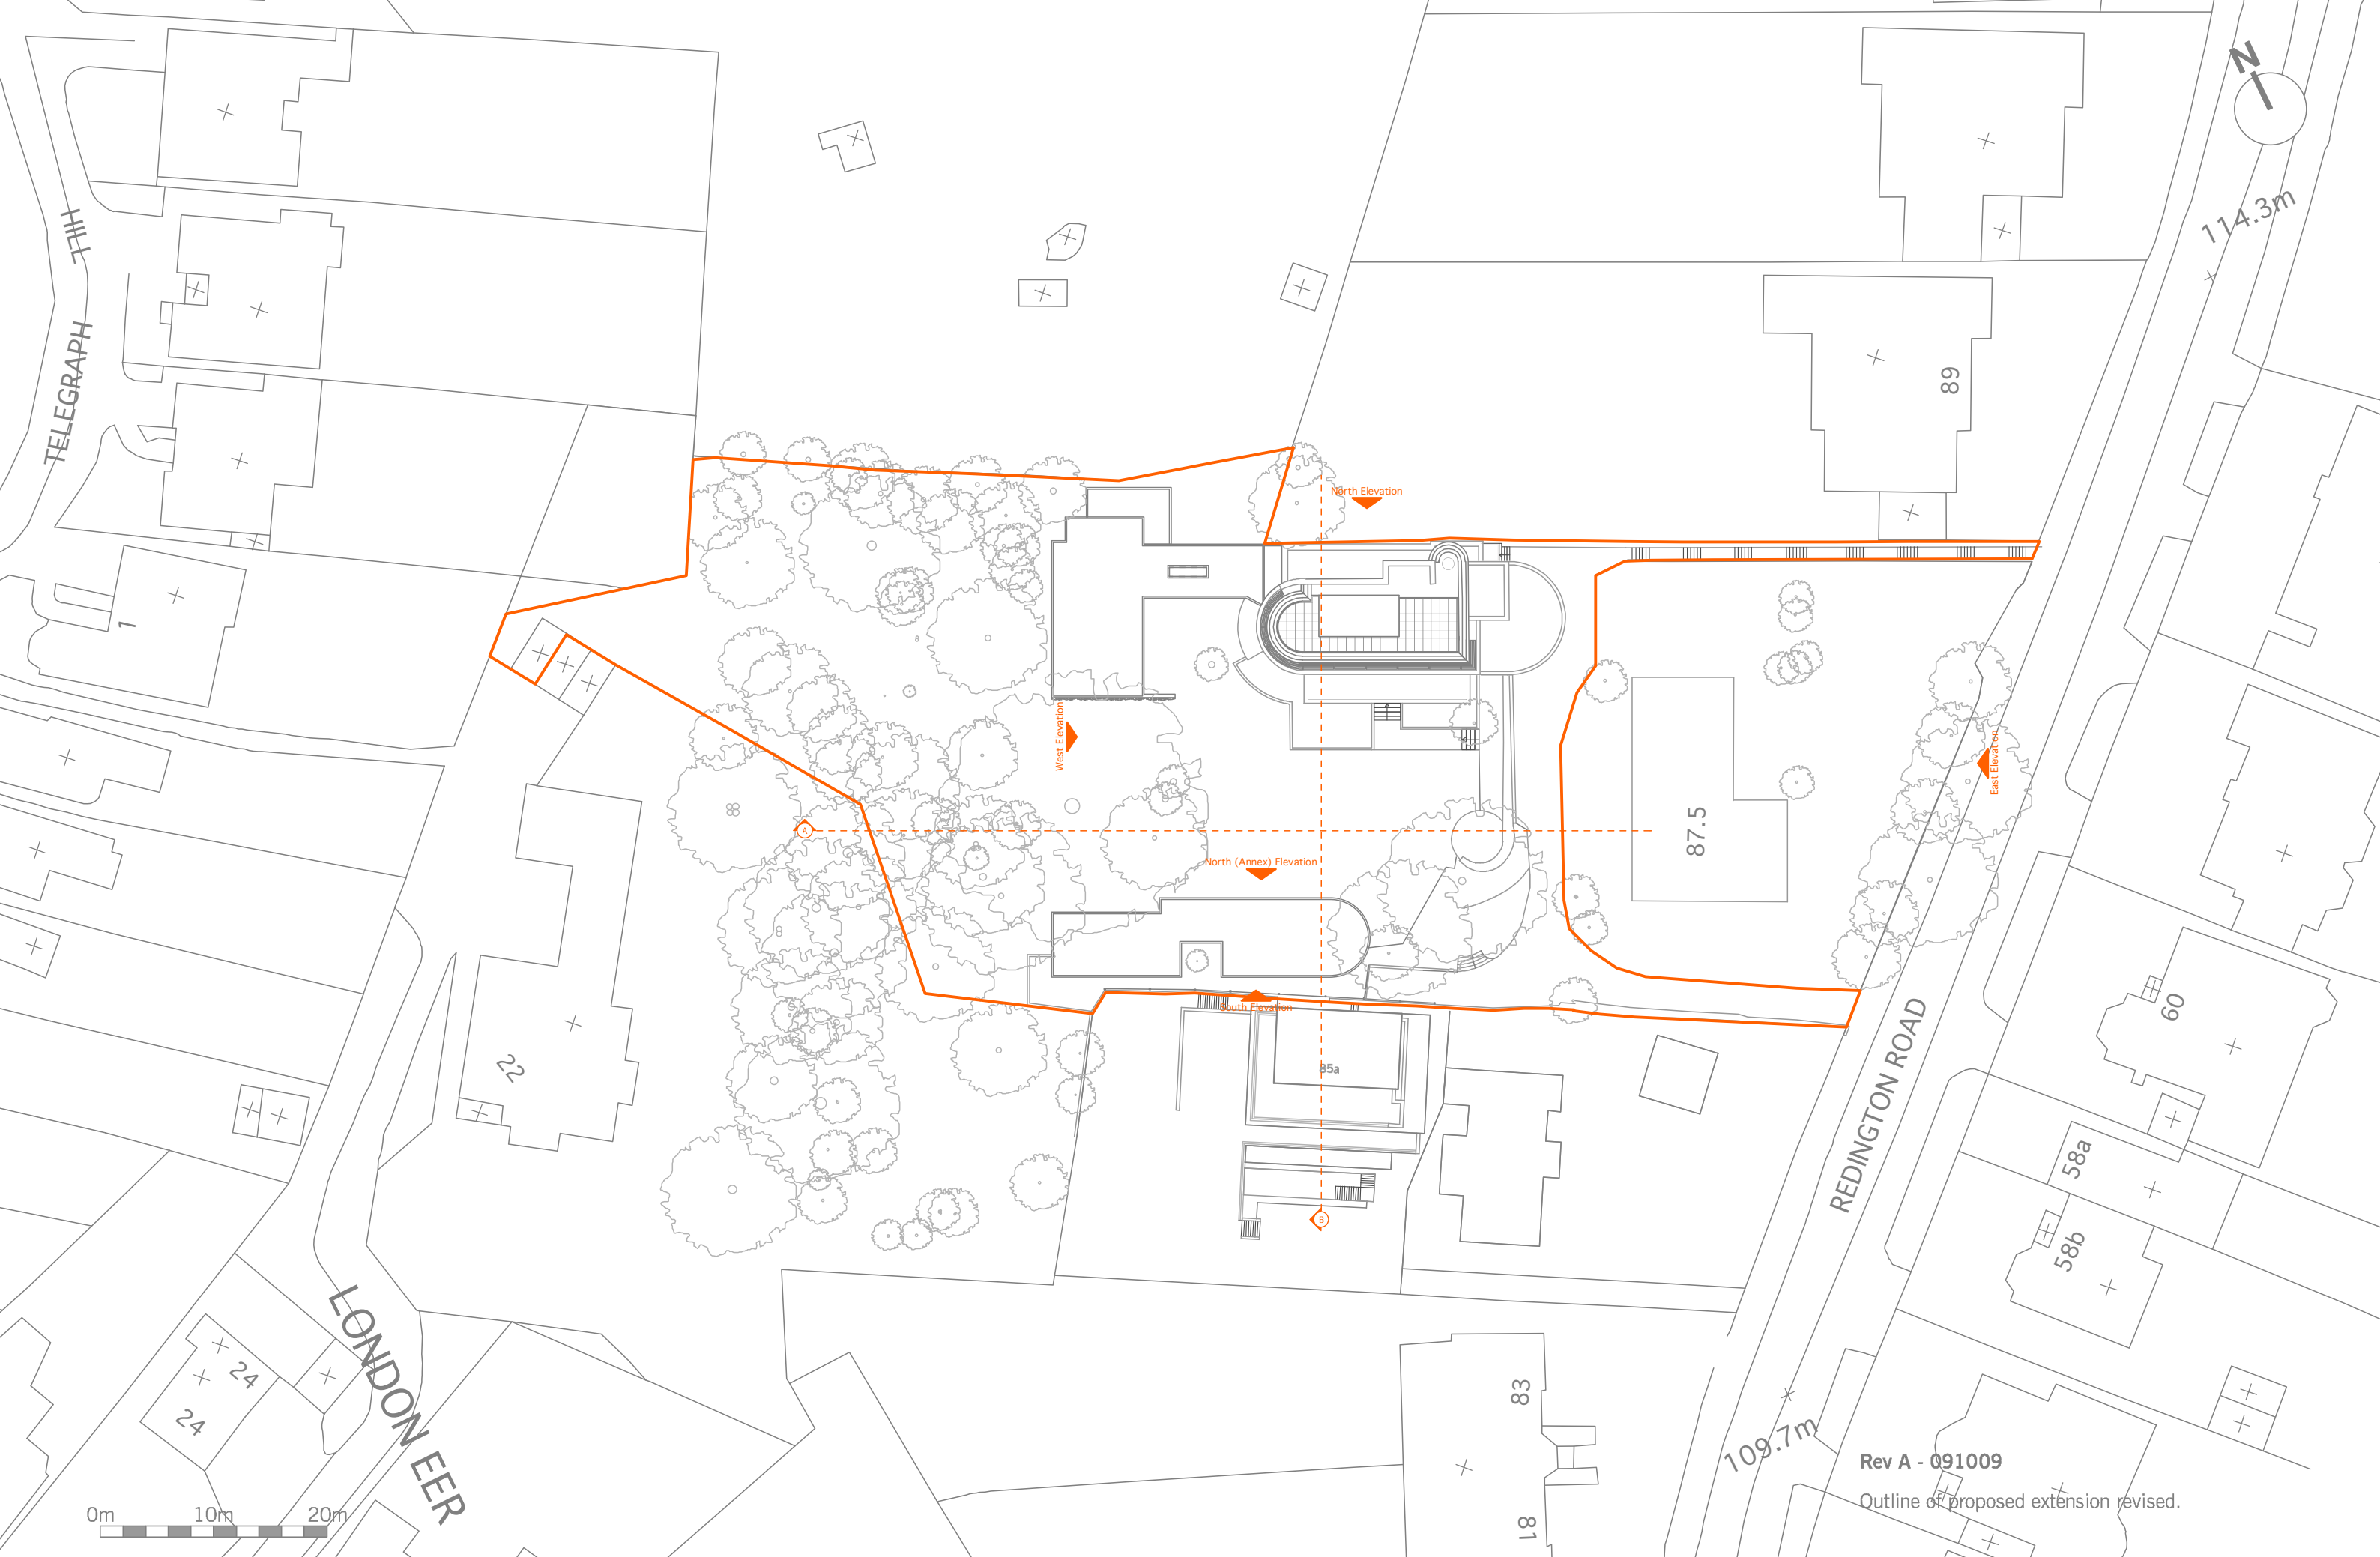 N
114.3m
TELEGRAPH
HILL
89
North Elevation
1
West Elevation
East Elevation
87.5
A
North (Annex) Elevation
South Elevation
60
22
85a
58a
REDINGTON ROAD
B
58b
LONDON EER
24
24
83
109.7m
Rev A - 091009
Outline of proposed extension revised.
0m 10m 20m
81